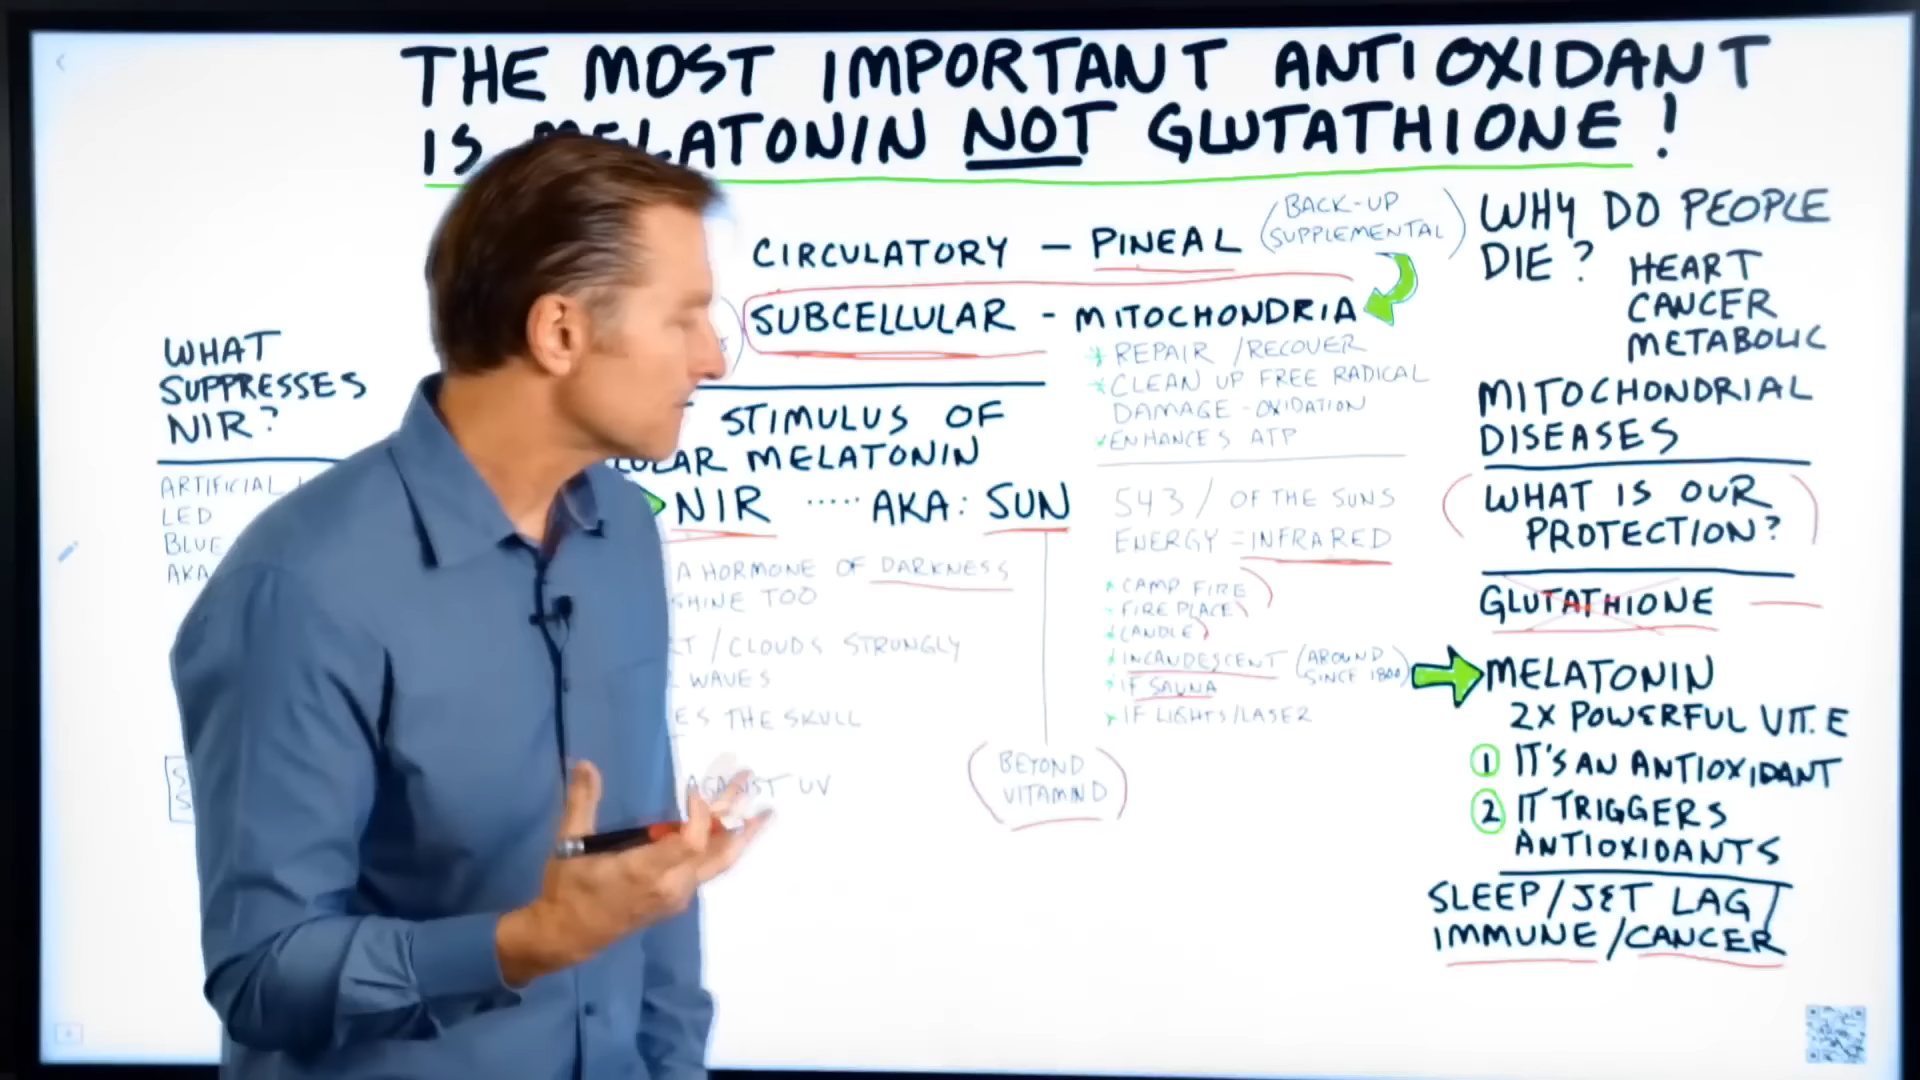 THE MOST IMPORTANT ANTIOXIDANT
IS MELATONIN NOT GLUTATHIONE!
CIRCULATORY - PINEAL
(BACK-UP
SUPPLEMENTAL)
SUBCELLULAR - MITOCHONDRIA
REPAIR / RECOVER
CLEAN UP FREE RADICAL
DAMAGE - OXIDATION
ENHANCES ATP
WHAT
SUPPRESSES
NIR?
ARTIFICIAL
LED
BLUE
AKA
STIMULUS OF
MELATONIN
NIR ..... AKA: SUN
A HORMONE OF DARKNESS
SHINE TOO
/ CLOUDS STRONGLY
WAVES
THE SKULL
AGAINST UV
(BEYOND
VITAMIN D)
OF THE SUNS
ENERGY = INFRARED
CAMP FIRE
FIRE PLACE
CANDLE
INCANDESCENT (AROUND
SINCE 1800)
IF SAUNA
IF LIGHTS/LASER
WHY DO PEOPLE
DIE? HEART
CANCER
METABOLIC
MITOCHONDRIAL
DISEASES
(WHAT IS OUR
PROTECTION?)
GLUTATHIONE
MELATONIN
2X POWERFUL VIT. E
1 IT'S AN ANTIOXIDANT
2 IT TRIGGERS
ANTIOXIDANTS
SLEEP/JET LAG/
IMMUNE/CANCER